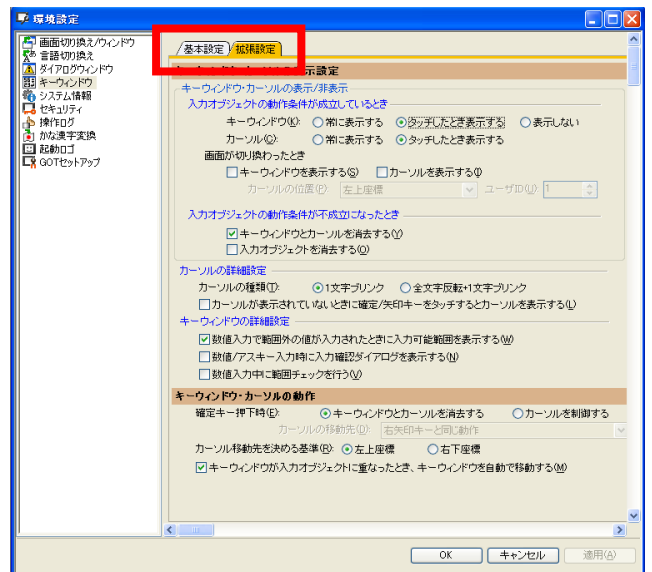 環境設定
画面切り換え/ウィンドウ
言語切り換え
ダイアログウィンドウ
キーウィンドウ
システム情報
セキュリティ
操作ログ
かな漢字変換
起動ロゴ
GOTセットアップ
基本設定 拡張設定
示設定
キーウィンドウ・カーソルの表示/非表示
入力オブジェクトの動作条件が成立しているとき
キーウィンドウ(K): 常に表示する タッチしたとき表示する 表示しない
カーソル(C): 常に表示する タッチしたとき表示する
画面が切り換わったとき
キーウィンドウを表示する(S) カーソルを表示する(I)
カーソルの位置(P): 左上座標 ユーザID(U): 1
入力オブジェクトの動作条件が不成立になったとき
キーウィンドウとカーソルを消去する(Y)
入力オブジェクトを消去する(O)
カーソルの詳細設定
カーソルの種類(T): 1文字ブリンク 全文字反転+1文字ブリンク
カーソルが表示されていないときに確定/矢印キーをタッチするとカーソルを表示する(L)
キーウィンドウの詳細設定
数値入力で範囲外の値が入力されたときに入力可能範囲を表示する(W)
数値/アスキー入力時に入力確認ダイアログを表示する(N)
数値入力中に範囲チェックを行う(V)
キーウィンドウ・カーソルの動作
確定キー押下時(E): キーウィンドウとカーソルを消去する カーソルを制御する
カーソルの移動先(D): 右矢印キーと同じ動作
カーソル移動先を決める基準(R): 左上座標 右下座標
キーウィンドウが入力オブジェクトに重なったとき、キーウィンドウを自動で移動する(M)
OK キャンセル 適用(A)